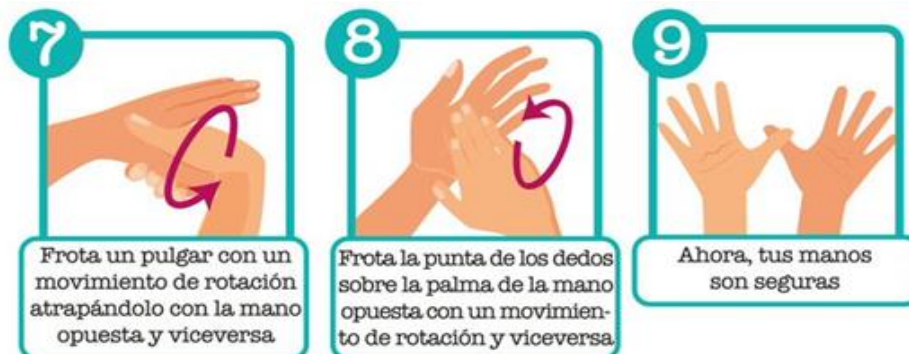 7
Frota un pulgar con un
movimiento de rotación
atrapándolo con la mano
opuesta y viceversa
8
Frota la punta de los dedos
sobre la palma de la mano
opuesta con un movimien-
to de rotación y viceversa
9
Ahora, tus manos
son seguras